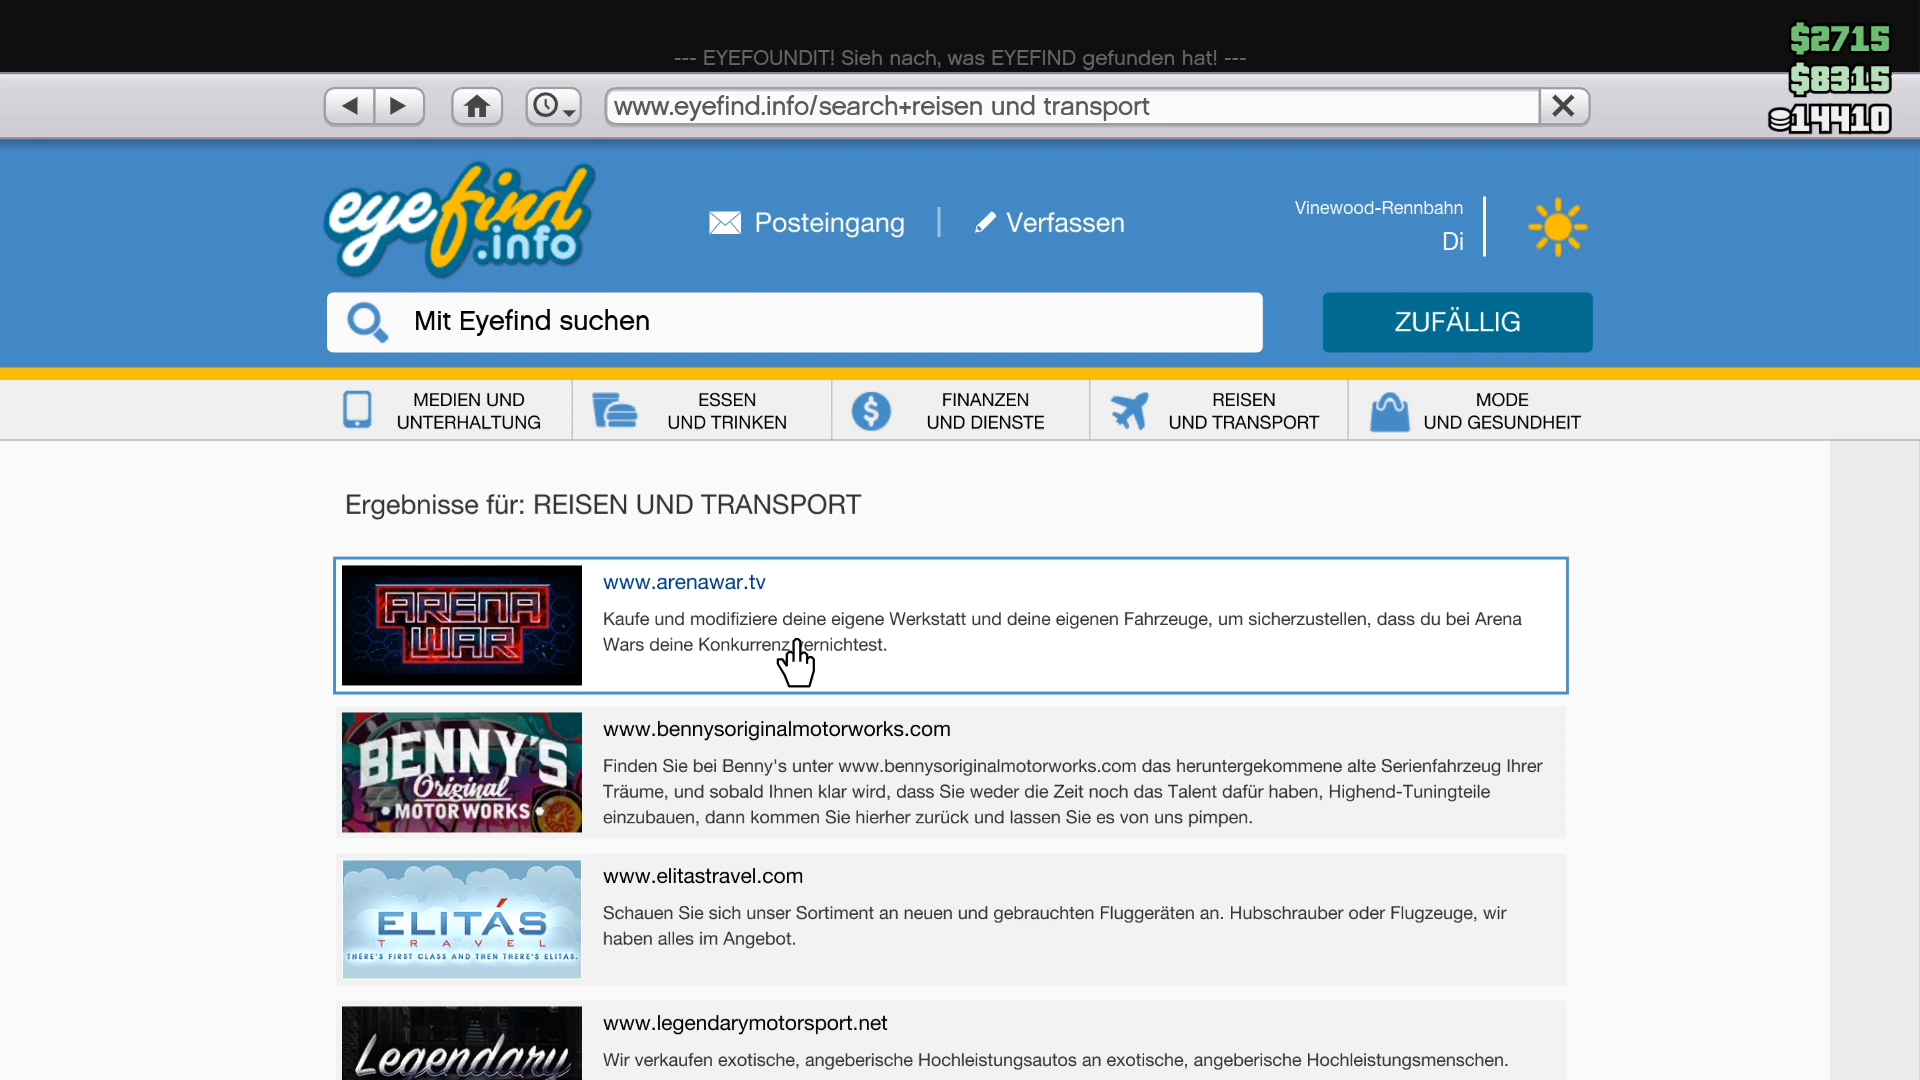 --- EYEFOUNDIT! Sieh nach, was EYEFIND gefunden hat! ---
$2715
$8315
14410
www.eyefind.info/search+reisen und transport
eyefind.info
Posteingang
Verfassen
Vinewood-Rennbahn
Di
Mit Eyefind suchen
ZUFÄLLIG
MEDIEN UND
UNTERHALTUNG
ESSEN
UND TRINKEN
FINANZEN
UND DIENSTE
REISEN
UND TRANSPORT
MODE
UND GESUNDHEIT
Ergebnisse für: REISEN UND TRANSPORT
ARENA
WAR
www.arenawar.tv
Kaufe und modifiziere deine eigene Werkstatt und deine eigenen Fahrzeuge, um sicherzustellen, dass du bei Arena
Wars deine Konkurrenz vernichtest.
BENNY'S
Original
MOTOR WORKS
www.bennysoriginalmotorworks.com
Finden Sie bei Benny's unter www.bennysoriginalmotorworks.com das heruntergekommene alte Serienfahrzeug Ihrer
Träume, und sobald Ihnen klar wird, dass Sie weder die Zeit noch das Talent dafür haben, Highend-Tuningteile
einzubauen, dann kommen Sie hierher zurück und lassen Sie es von uns pimpen.
ELITÁS
TRAVEL
THERE'S FIRST CLASS AND THEN THERE'S ELITAS.
www.elitastravel.com
Schauen Sie sich unser Sortiment an neuen und gebrauchten Fluggeräten an. Hubschrauber oder Flugzeuge, wir
haben alles im Angebot.
Legendary
www.legendarymotorsport.net
Wir verkaufen exotische, angeberische Hochleistungsautos an exotische, angeberische Hochleistungsmenschen.